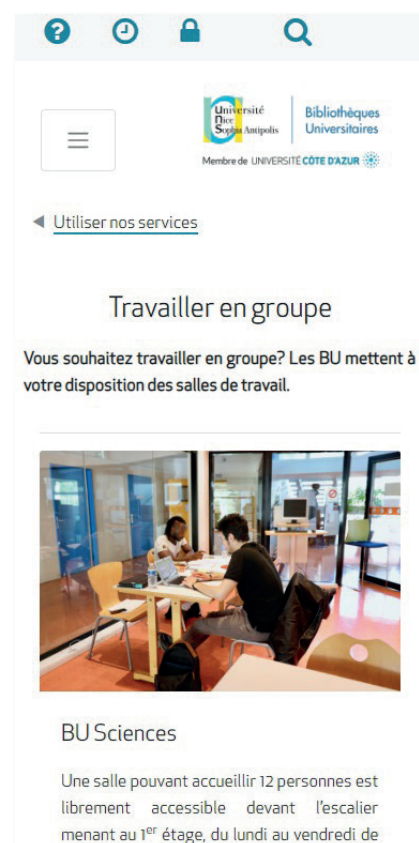 Université
Nice
Sophia Antipolis
Bibliothèques
Universitaires
Membre de UNIVERSITÉ CÔTE D'AZUR
Utiliser nos services
Travailler en groupe
Vous souhaitez travailler en groupe? Les BU mettent à
votre disposition des salles de travail.
BU Sciences
Une salle pouvant accueillir 12 personnes est
librement accessible devant l'escalier
menant au 1er étage, du lundi au vendredi de